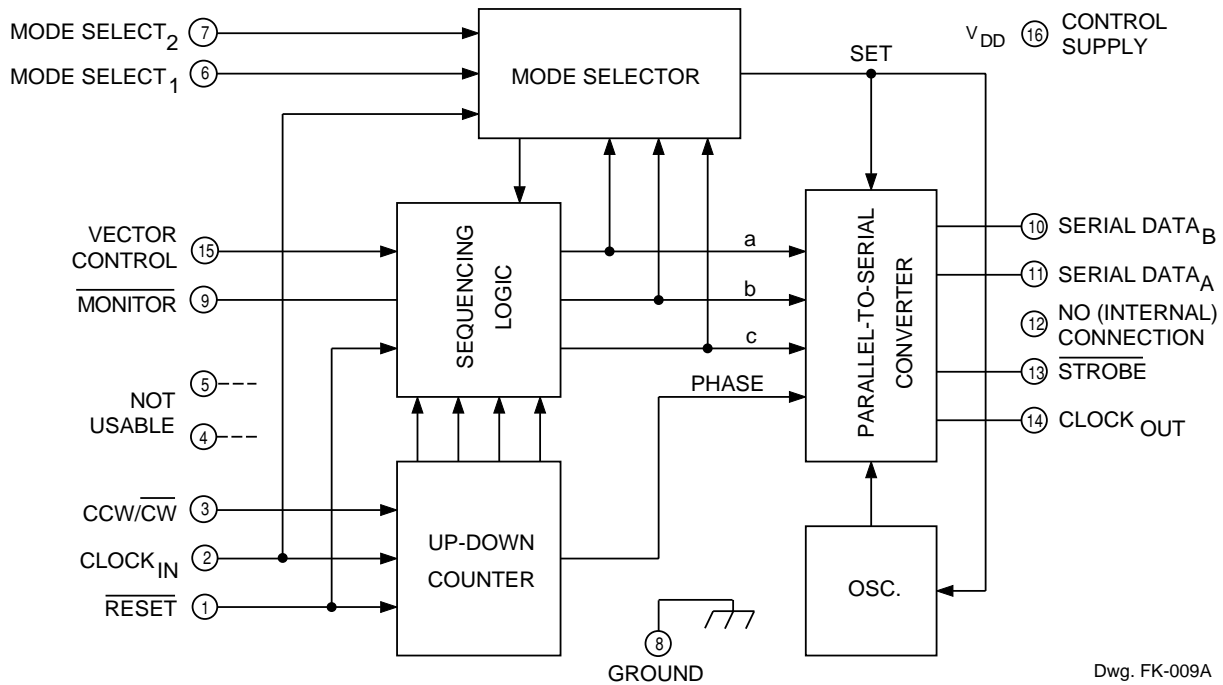 MODE SELECT2
7
MODE SELECT1
6
MODE SELECTOR
VDD
16
CONTROL
SUPPLY
SET
VECTOR
CONTROL
15
MONITOR
9
SEQUENCING
LOGIC
a
b
c
PHASE
PARALLEL-TO-SERIAL
CONVERTER
10
SERIAL DATAB
11
SERIAL DATAA
12
NO (INTERNAL)
CONNECTION
13
STROBE
14
CLOCK OUT
NOT
USABLE
5
4
CCW/CW
3
CLOCKIN
2
RESET
1
UP-DOWN
COUNTER
OSC.
8
GROUND
Dwg. FK-009A